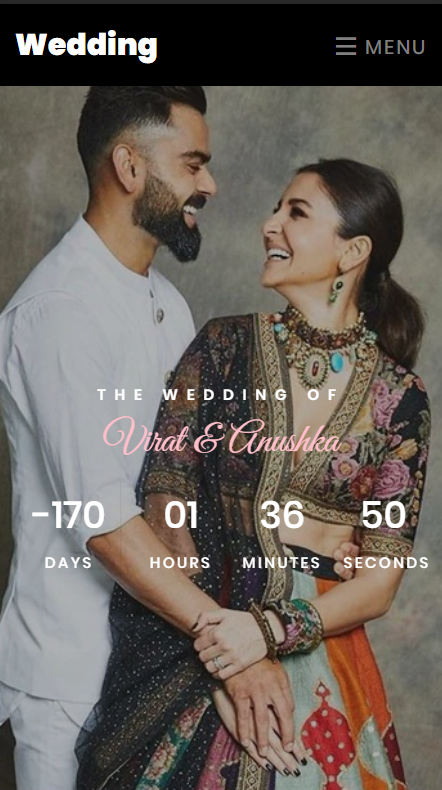 Wedding
☰ MENU
THE WEDDING OF
Virat & Anushka
-170 01 36 50
DAYS HOURS MINUTES SECONDS